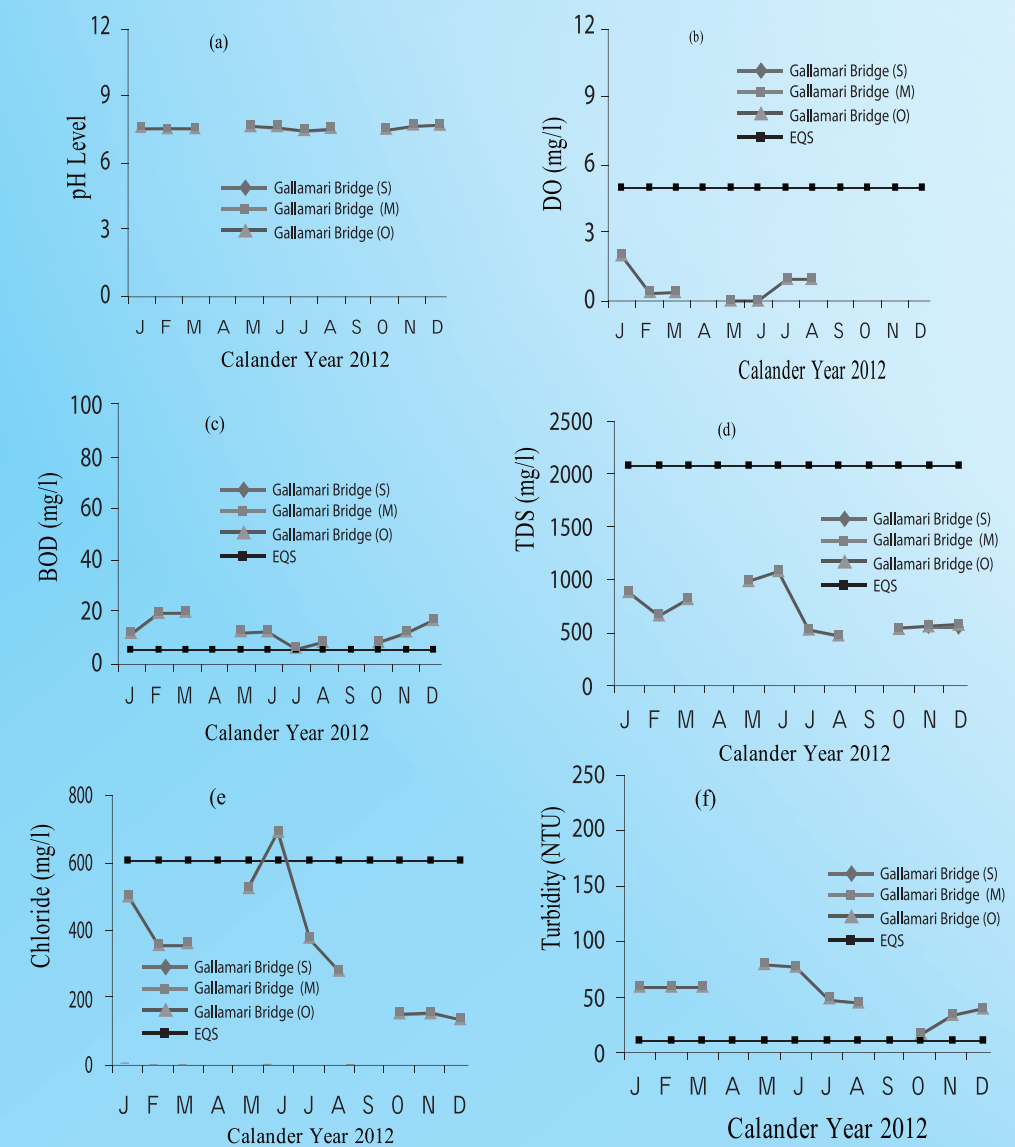 (a)
12
9
6
3
0
pH Level
Gallamari Bridge (S)
Gallamari Bridge (M)
Gallamari Bridge (O)
J F M A M J J A O N D
Calander Year 2012
(b)
12
9
6
3
0
DO (mg/l)
Gallamari Bridge (S)
Gallamari Bridge (M)
Gallamari Bridge (O)
EQS
J F M A M J J A S O N D
Calander Year 2012
(c)
100
80
60
40
20
0
BOD (mg/l)
Gallamari Bridge (S)
Gallamari Bridge (M)
Gallamari Bridge (O)
EQS
J F M A M J J A S O N D
Calander Year 2012
(d)
2500
2000
1500
1000
500
0
TDS (mg/l)
Gallamari Bridge (S)
Gallamari Bridge (M)
Gallamari Bridge (O)
EQS
J F M A M J J A S O N D
Calander Year 2012
(e
800
600
400
200
0
Chloride (mg/l)
Gallamari Bridge (S)
Gallamari Bridge (M)
Gallamari Bridge (O)
EQS
J F M A M J J A S O N D
Calander Year 2012
(f)
250
200
150
100
50
0
Turbidity (NTU)
Gallamari Bridge (S)
Gallamari Bridge (M)
Gallamari Bridge (O)
EQS
J F M A M J J A S O N D
Calander Year 2012